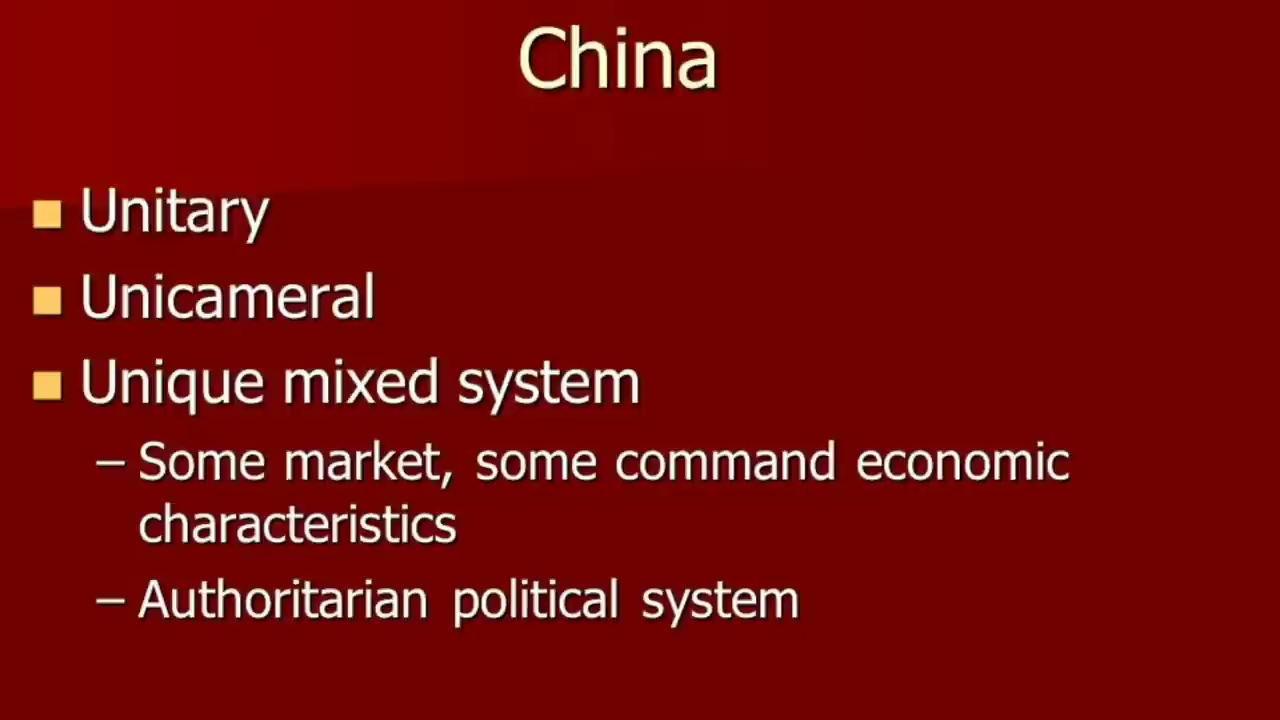 China
Unitary
Unicameral
Unique mixed system
– Some market, some command economic
characteristics
– Authoritarian political system